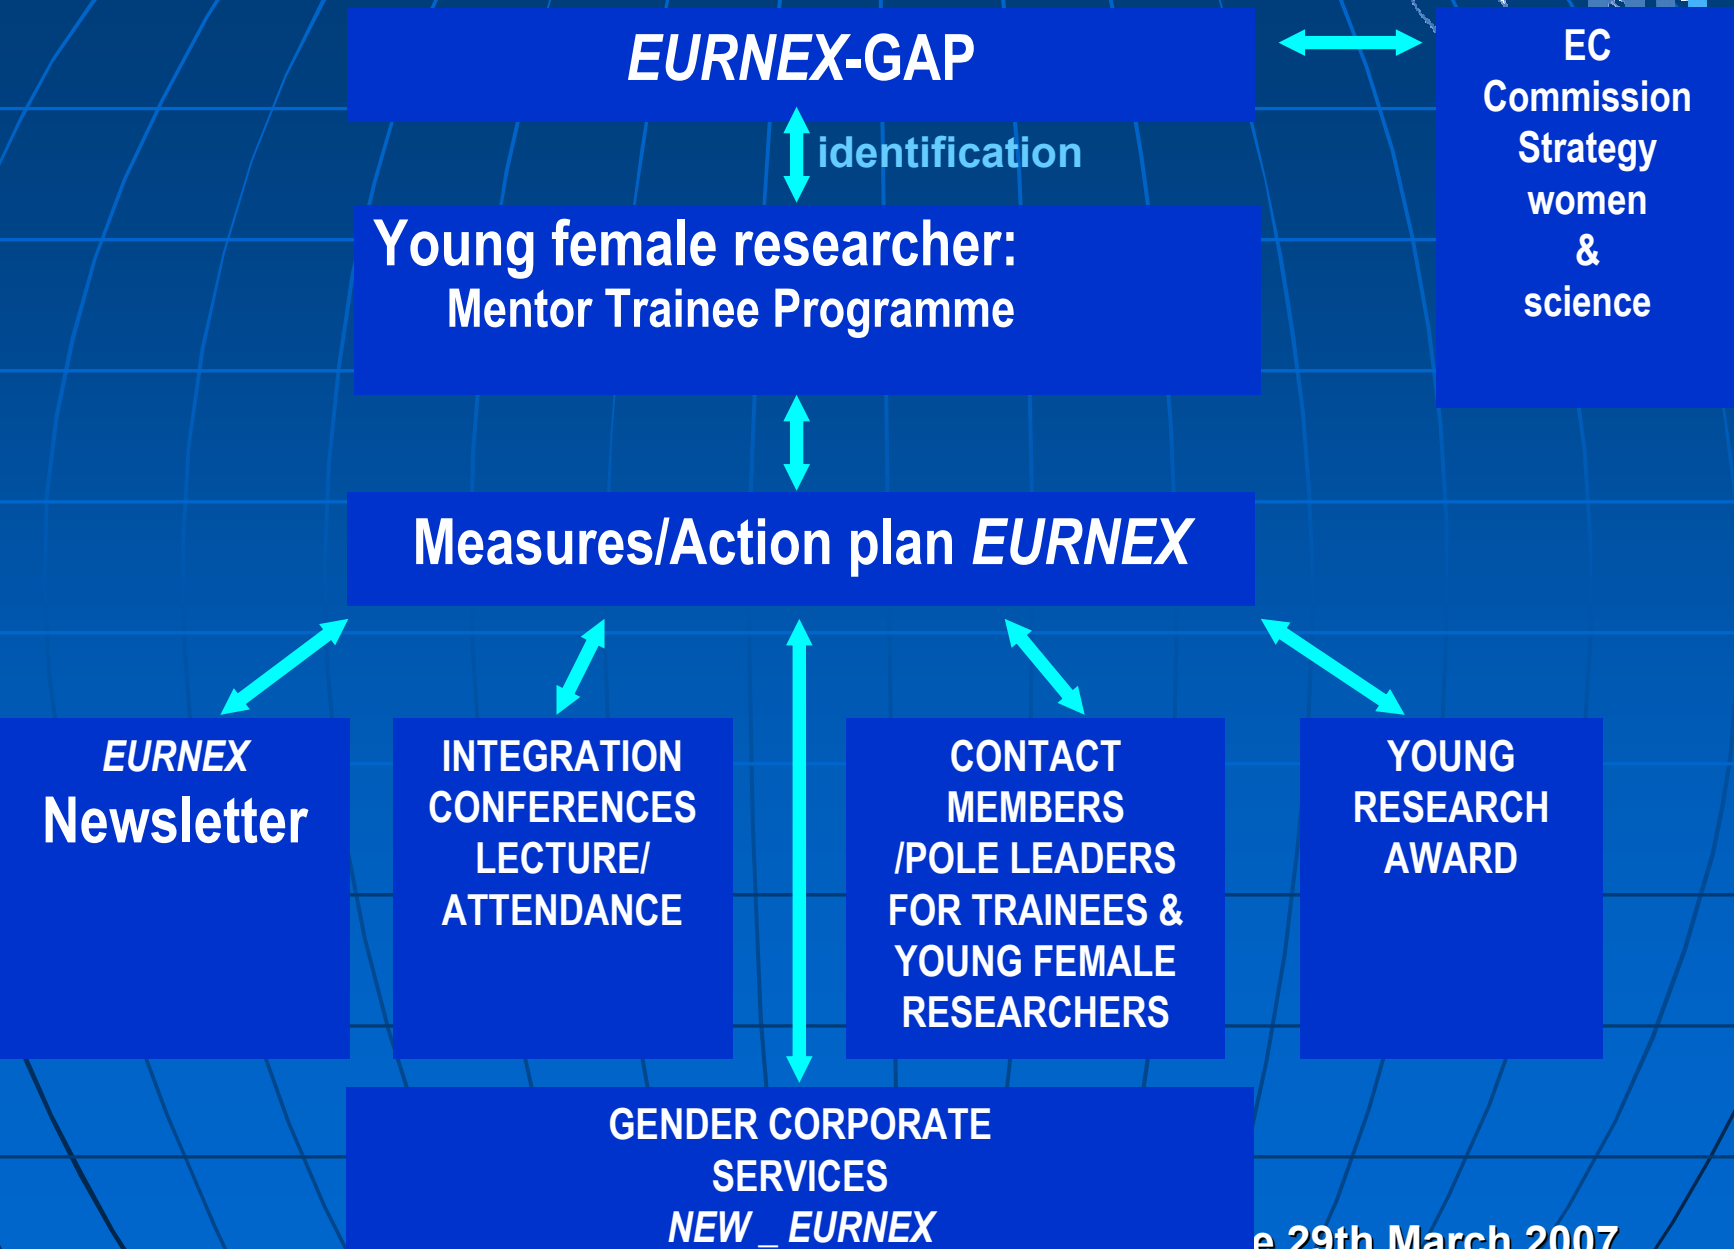 EURNEX-GAP
EC
Commission
Strategy
women
&
science
identification
Young female researcher:
Mentor Trainee Programme
Measures/Action plan EURNEX
EURNEX
Newsletter
INTEGRATION
CONFERENCES
LECTURE/
ATTENDANCE
CONTACT
MEMBERS
/POLE LEADERS
FOR TRAINEES &
YOUNG FEMALE
RESEARCHERS
YOUNG
RESEARCH
AWARD
GENDER CORPORATE
SERVICES
NEW _ EURNEX
29th March 2007